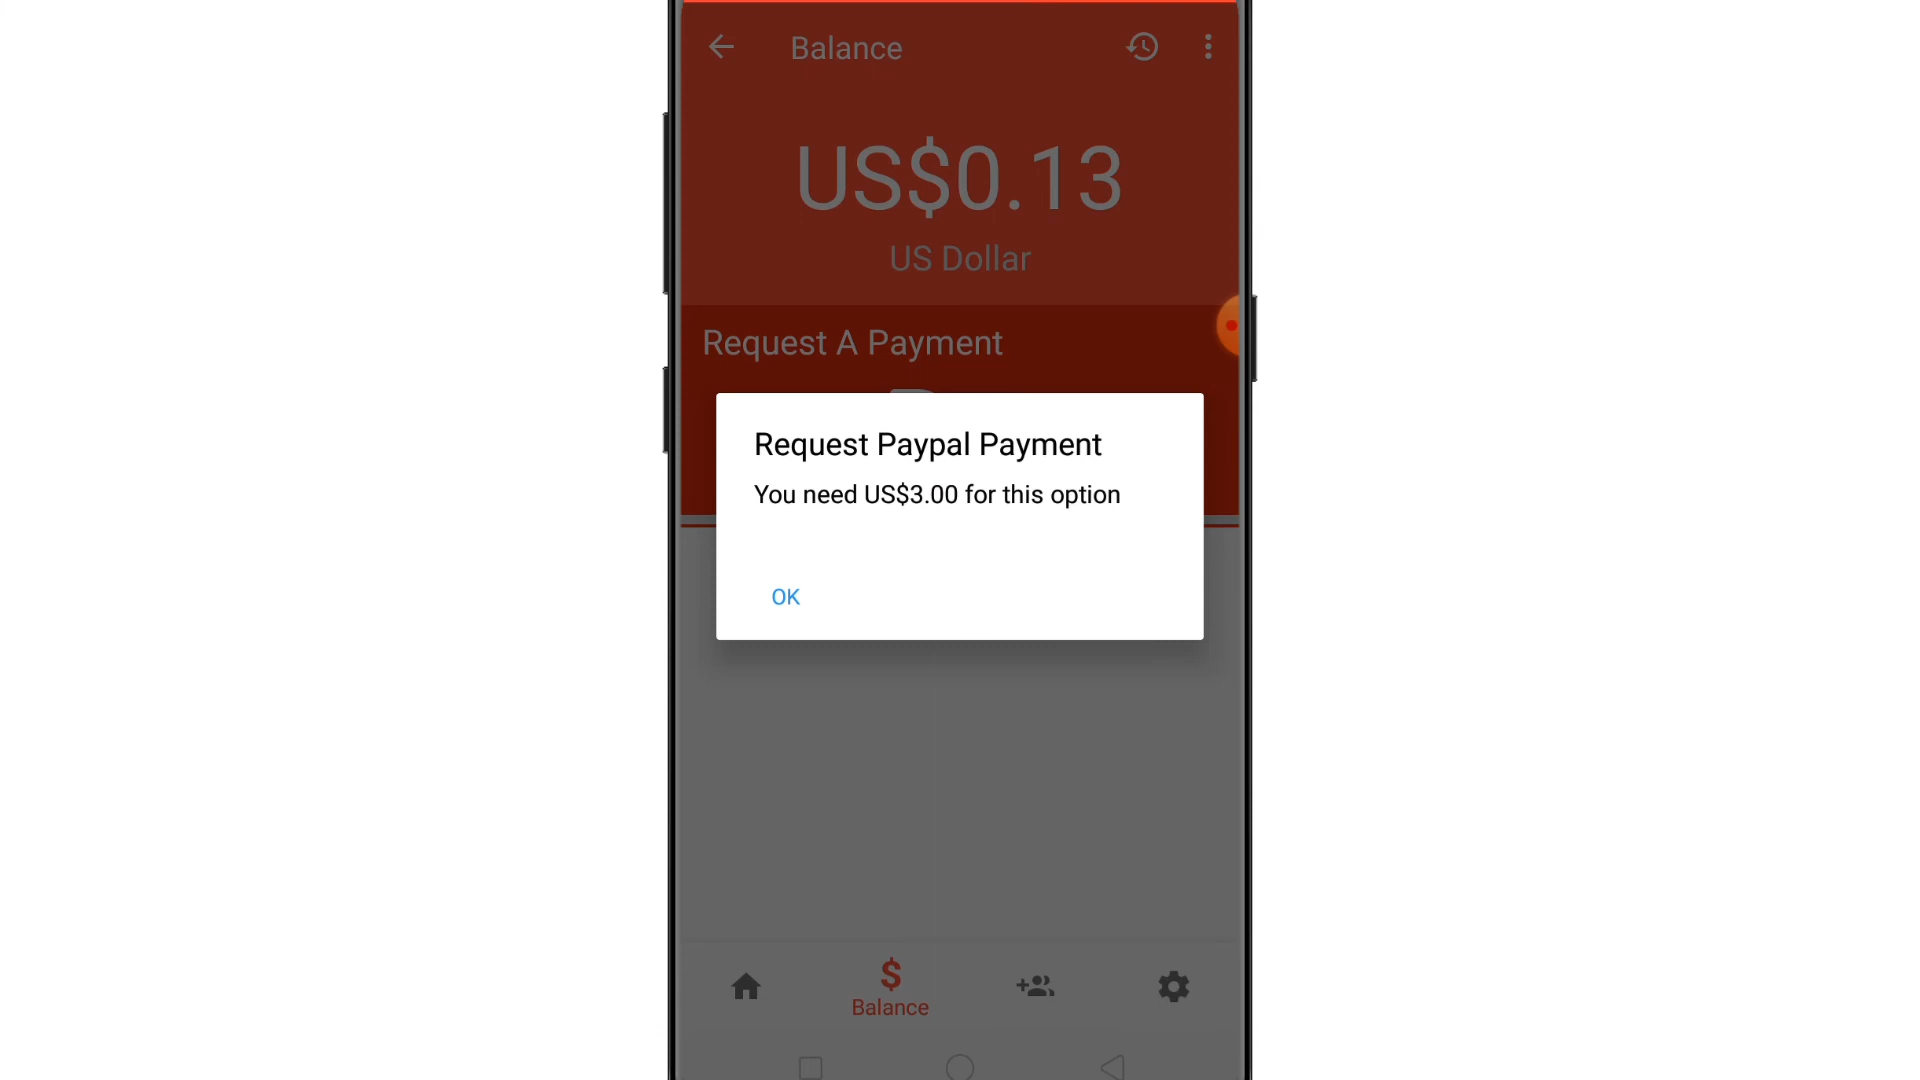 Balance
US$0.13
US Dollar
Request A Payment
Request Paypal Payment
You need US$3.00 for this option
OK
$
Balance